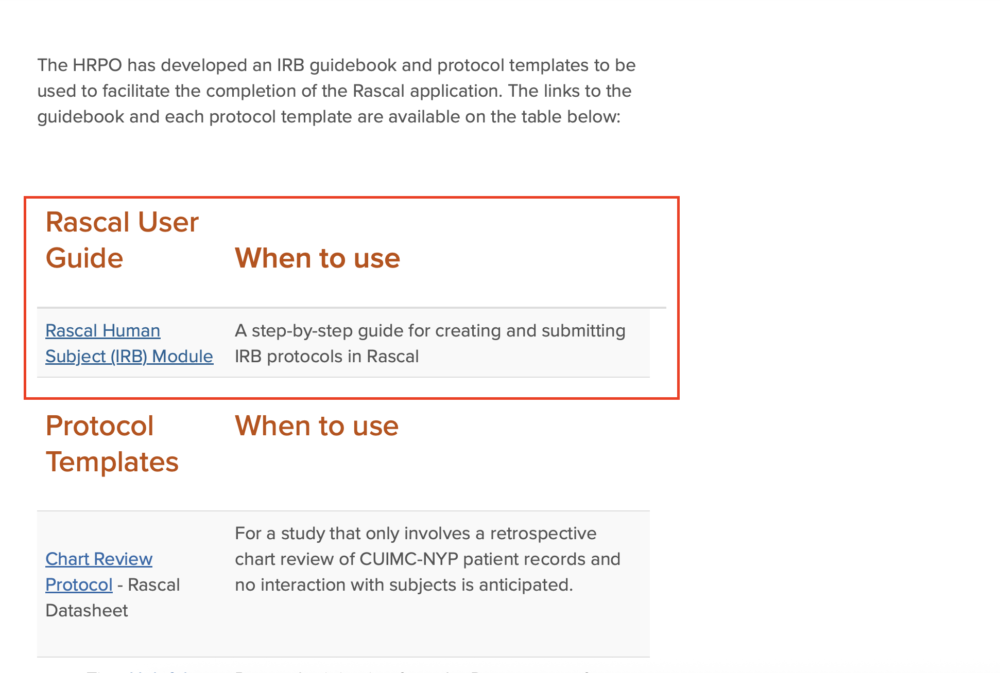 The HRPO has developed an IRB guidebook and protocol templates to be
used to facilitate the completion of the Rascal application. The links to the
guidebook and each protocol template are available on the table below:
Rascal User
Guide
When to use
Rascal Human
Subject (IRB) Module
A step-by-step guide for creating and submitting
IRB protocols in Rascal
Protocol
Templates
When to use
Chart Review
Protocol - Rascal
Datasheet
For a study that only involves a retrospective
chart review of CUIMC-NYP patient records and
no interaction with subjects is anticipated.